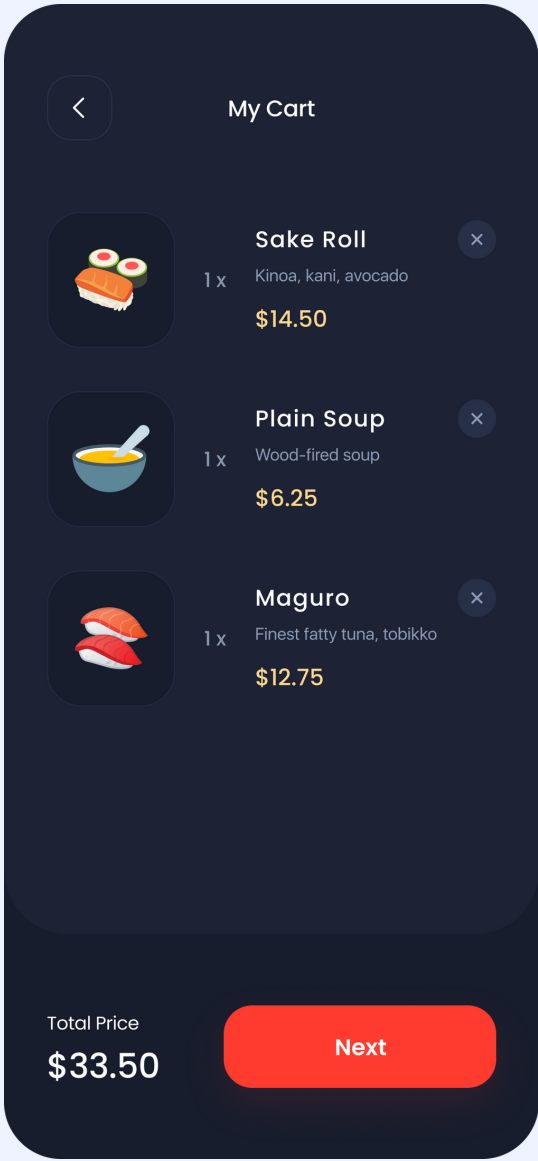 My Cart
1 x
Sake Roll
Kinoa, kani, avocado
$14.50
1 x
Plain Soup
Wood-fired soup
$6.25
1 x
Maguro
Finest fatty tuna, tobikko
$12.75
Total Price
$33.50
Next